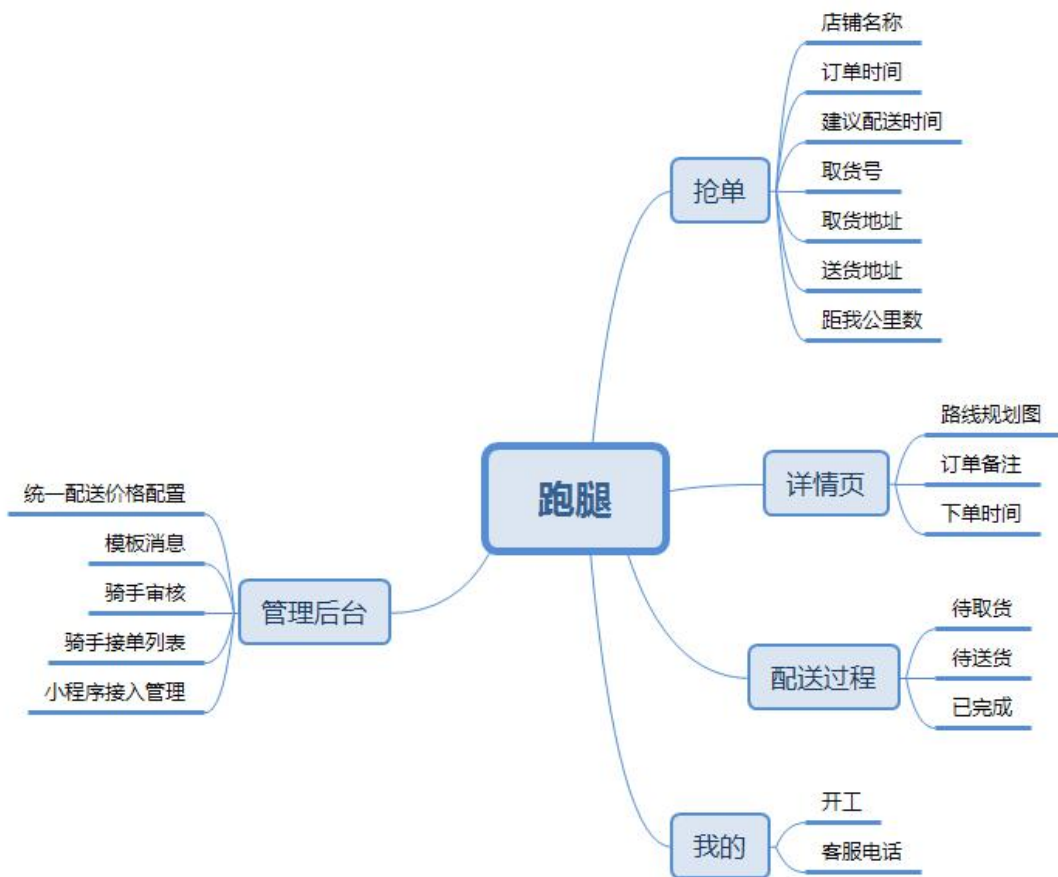 跑腿
抢单
店铺名称
订单时间
建议配送时间
取货号
取货地址
送货地址
距我公里数
详情页
路线规划图
订单备注
下单时间
配送过程
待取货
待送货
已完成
我的
开工
客服电话
管理后台
统一配送价格配置
模板消息
骑手审核
骑手接单列表
小程序接入管理